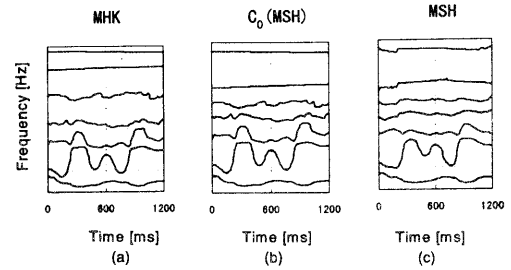 MHK C₀(MSH) MSH
Frequency [Hz]
0 600 1200 0 600 1200 0 600 1200
Time [ms] Time [ms] Time [ms]
(a) (b) (c)